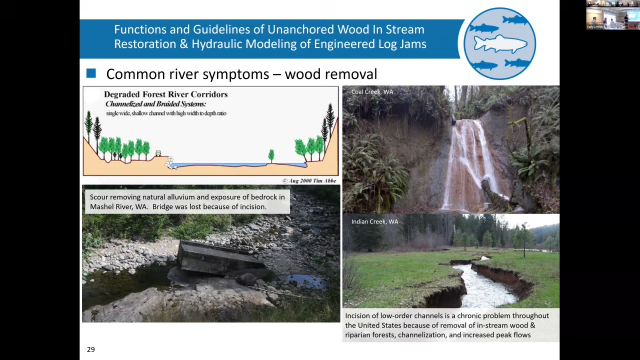 Functions and Guidelines of Unanchored Wood In Stream
Restoration & Hydraulic Modeling of Engineered Log Jams
Common river symptoms – wood removal
Degraded Forest River Corridors
Channelized and Braided Systems:
single wide, shallow channel with high width to depth ratio
© Aug 2000 Tim Abbe
Scour removing natural alluvium and exposure of bedrock in
Mashel River, WA. Bridge was lost because of incision.
Coal Creek, WA
Indian Creek, WA
Incision of low-order channels is a chronic problem throughout
the United States because of removal of in-stream wood &
riparian forests, channelization, and increased peak flows
29